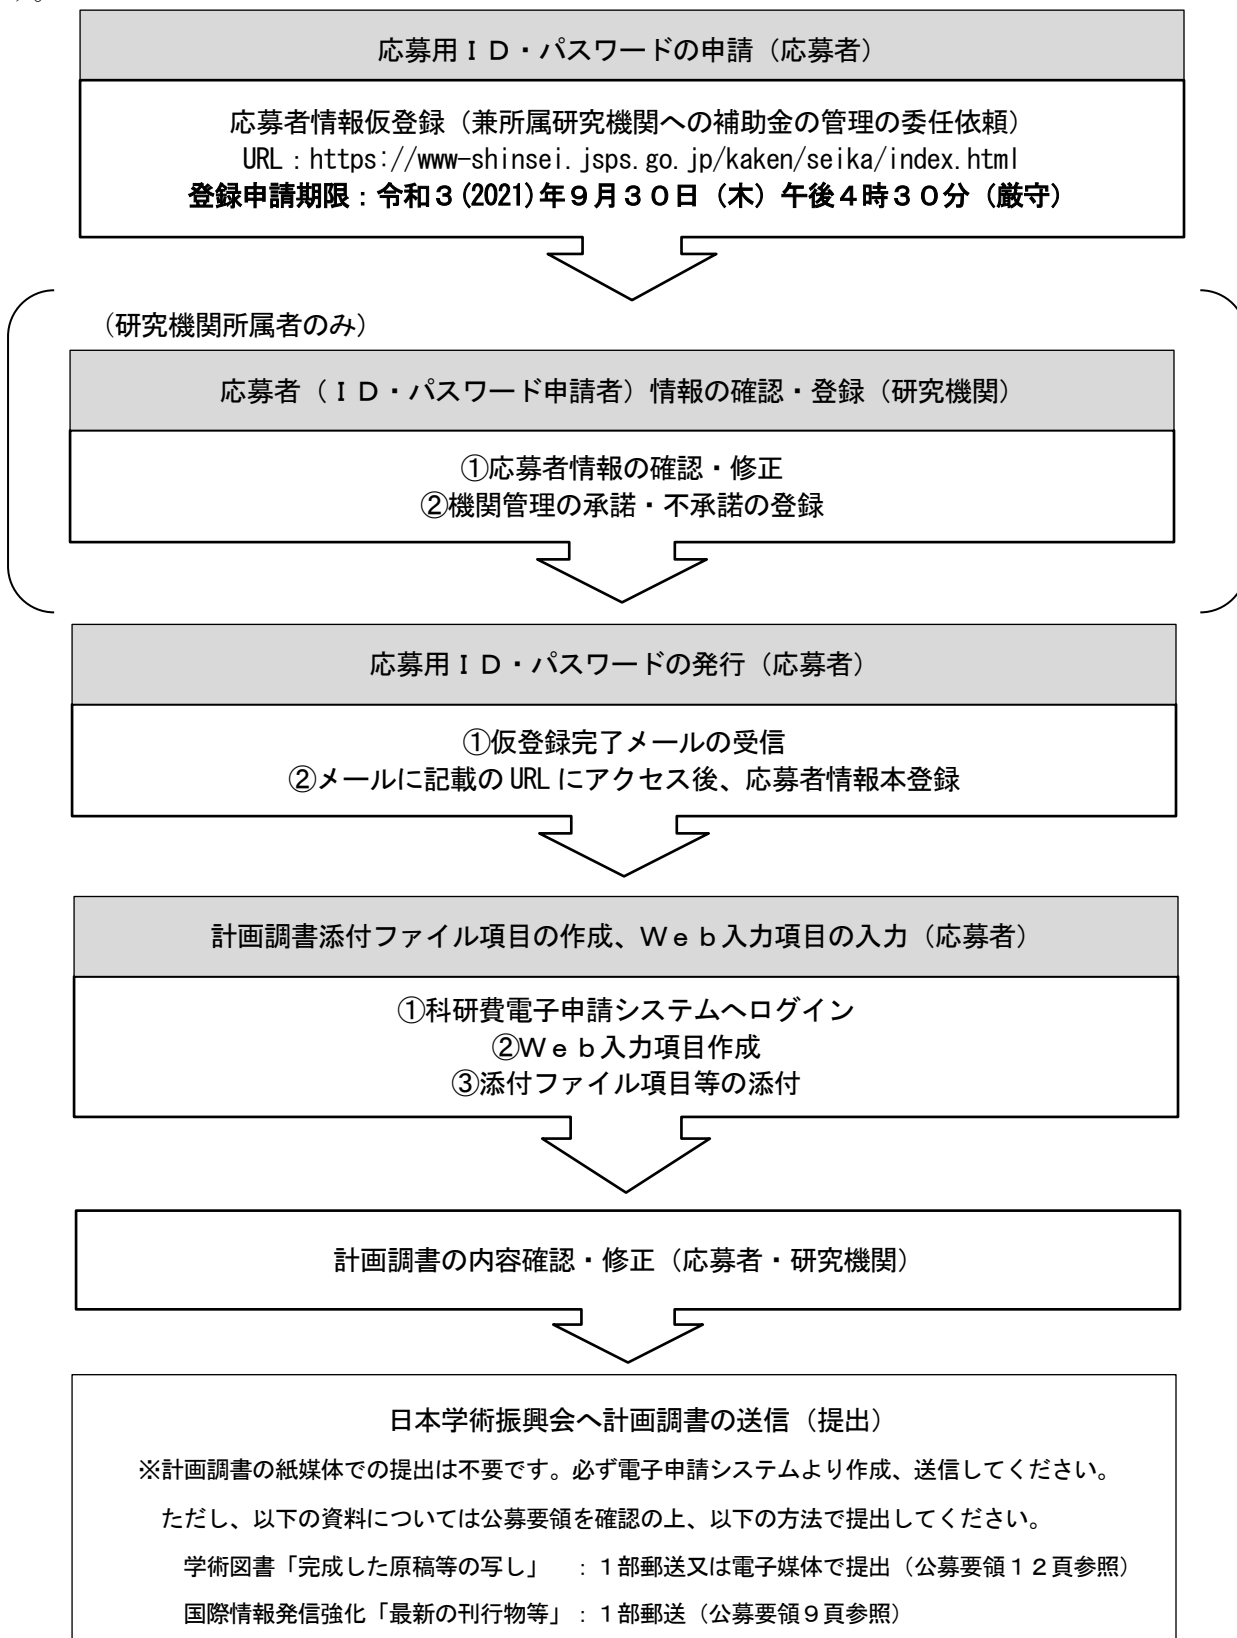 応募用ＩＤ・パスワードの申請（応募者）
応募者情報仮登録（兼所属研究機関への補助金の管理の委任依頼）
URL：https://www-shinsei.jsps.go.jp/kaken/seika/index.html
登録申請期限：令和３(2021)年９月３０日（木）午後４時３０分（厳守）
（研究機関所属者のみ）
応募者（ＩＤ・パスワード申請者）情報の確認・登録（研究機関）
①応募者情報の確認・修正
②機関管理の承諾・不承諾の登録
応募用ＩＤ・パスワードの発行（応募者）
①仮登録完了メールの受信
②メールに記載の URL にアクセス後、応募者情報本登録
計画調書添付ファイル項目の作成、Ｗｅｂ入力項目の入力（応募者）
①科研費電子申請システムへログイン
②Ｗｅｂ入力項目作成
③添付ファイル項目等の添付
計画調書の内容確認・修正（応募者・研究機関）
日本学術振興会へ計画調書の送信（提出）
※計画調書の紙媒体での提出は不要です。必ず電子申請システムより作成、送信してください。
ただし、以下の資料については公募要領を確認の上、以下の方法で提出してください。
学術図書「完成した原稿等の写し」　：１部郵送又は電子媒体で提出（公募要領１２頁参照）
国際情報発信強化「最新の刊行物等」：１部郵送（公募要領９頁参照）